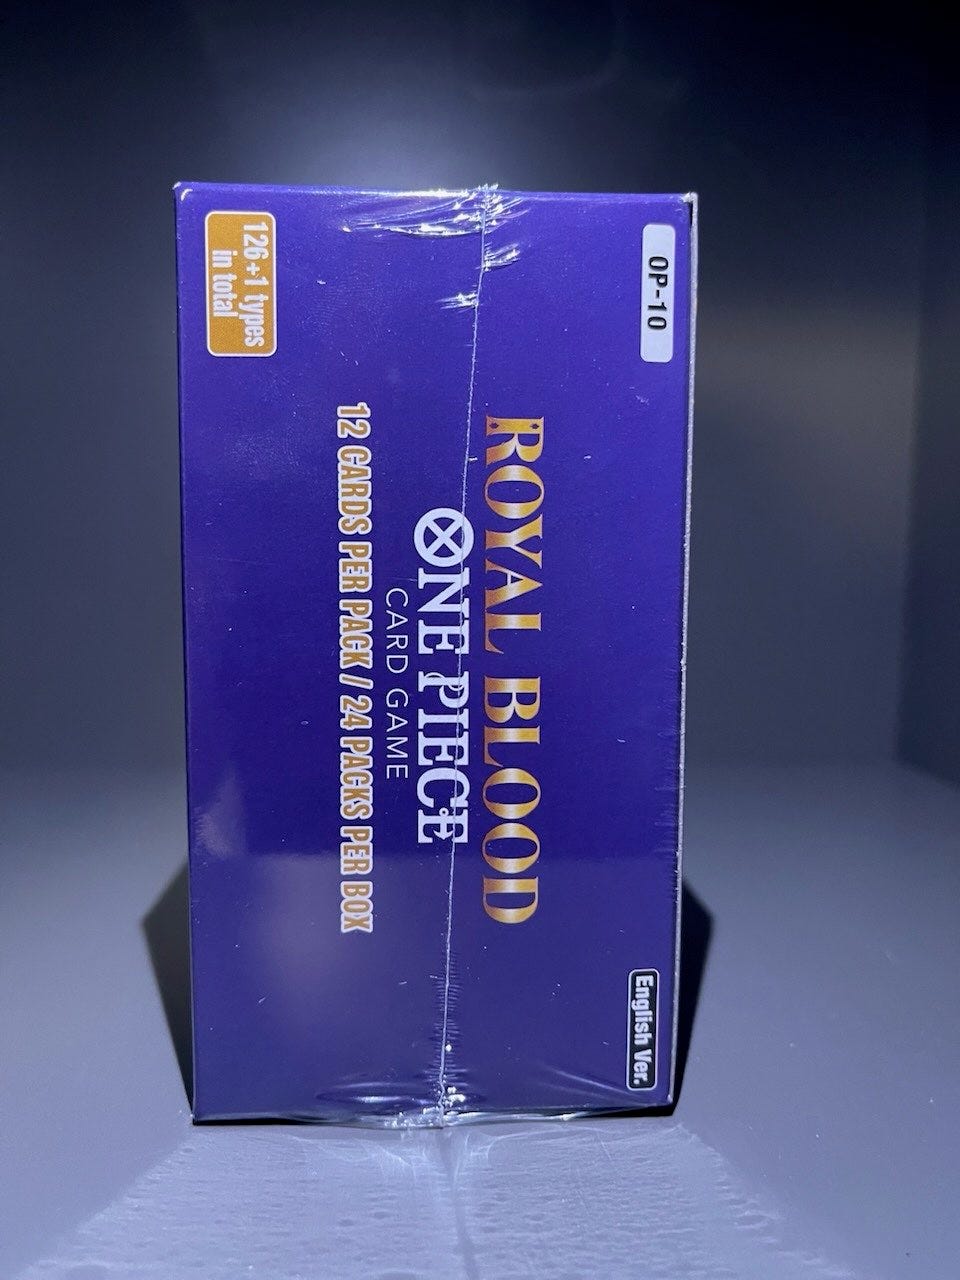 OP-10
ROYAL BLOOD
ONE PIECE
CARD GAME
12 CARDS PER PACK / 24 PACKS PER BOX
126+1 types
in total
English Ver.